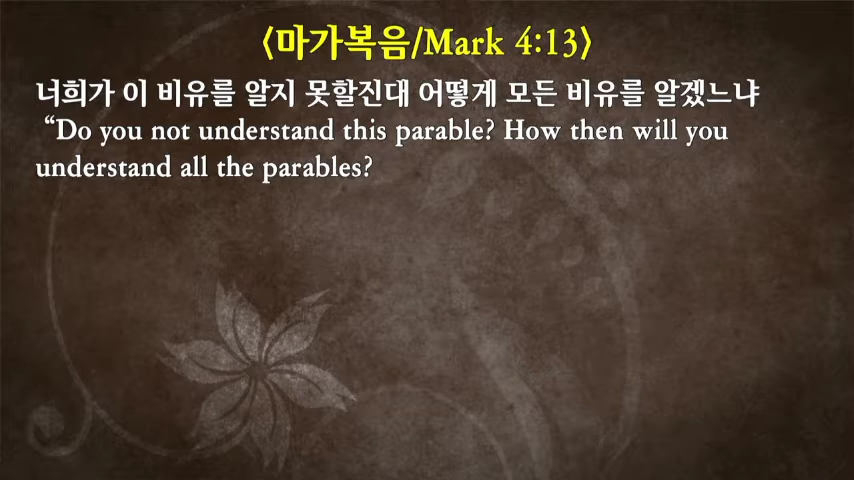 〈마가복음/Mark 4:13〉
너희가 이 비유를 알지 못할진대 어떻게 모든 비유를 알겠느냐
“Do you not understand this parable? How then will you
understand all the parables?